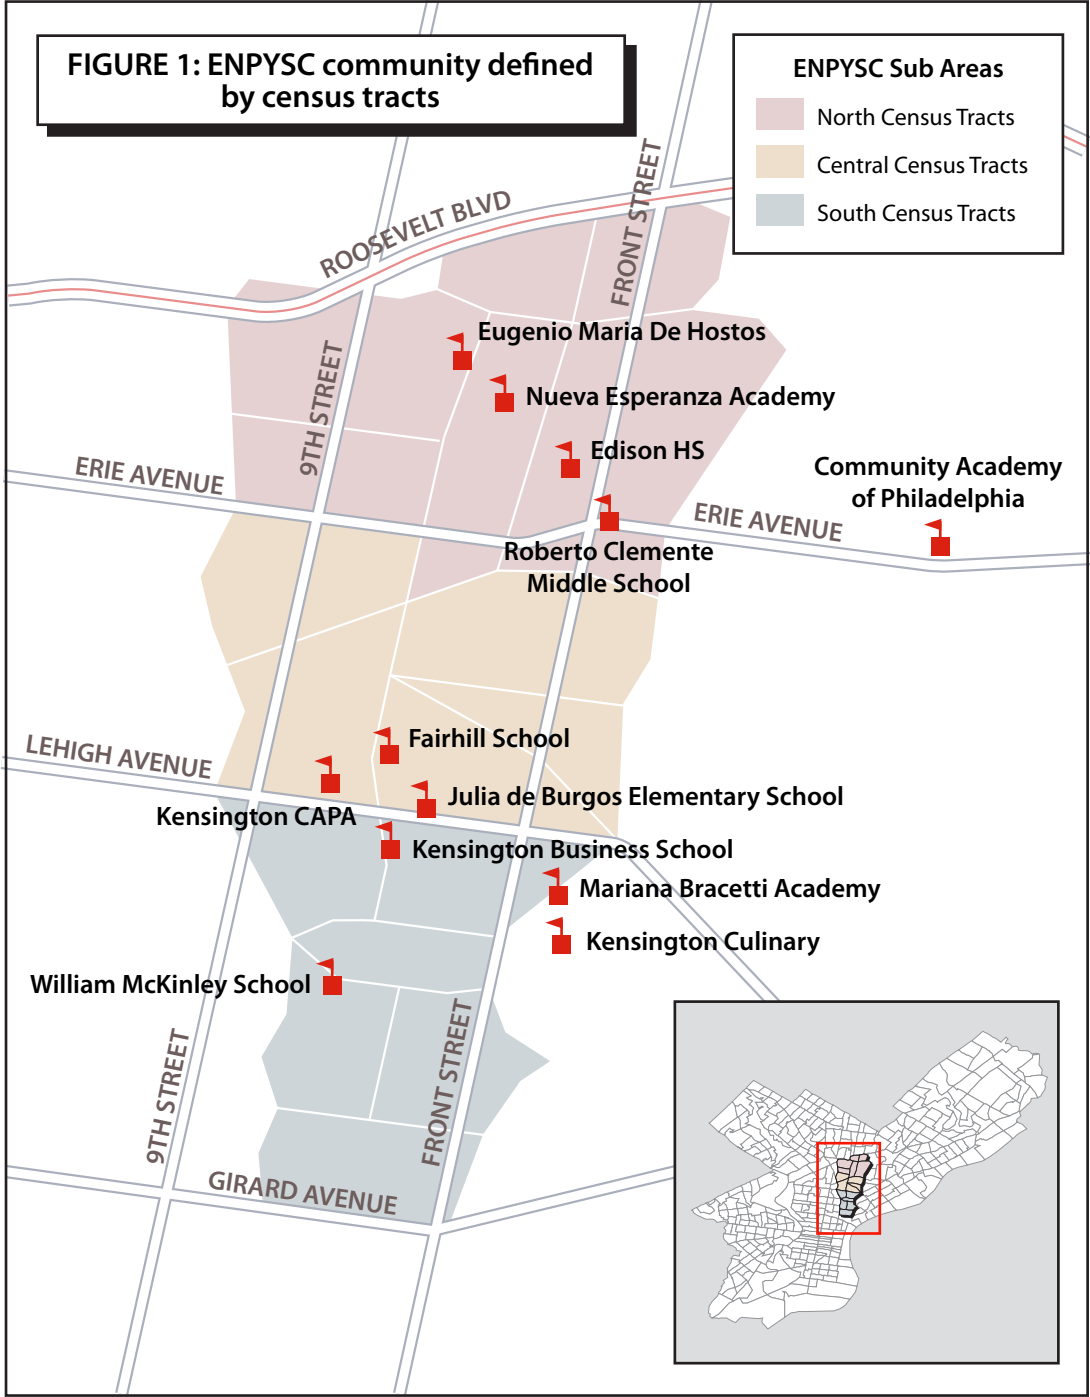 FIGURE 1: ENPYSC community defined
by census tracts
ENPYSC Sub Areas
North Census Tracts
Central Census Tracts
South Census Tracts
ROOSEVELT BLVD
FRONT STREET
Eugenio Maria De Hostos
9TH STREET
Nueva Esperanza Academy
Edison HS
ERIE AVENUE
Community Academy
of Philadelphia
ERIE AVENUE
Roberto Clemente
Middle School
Fairhill School
LEHIGH AVENUE
Julia de Burgos Elementary School
Kensington CAPA
Kensington Business School
Mariana Bracetti Academy
Kensington Culinary
William McKinley School
9TH STREET
FRONT STREET
GIRARD AVENUE